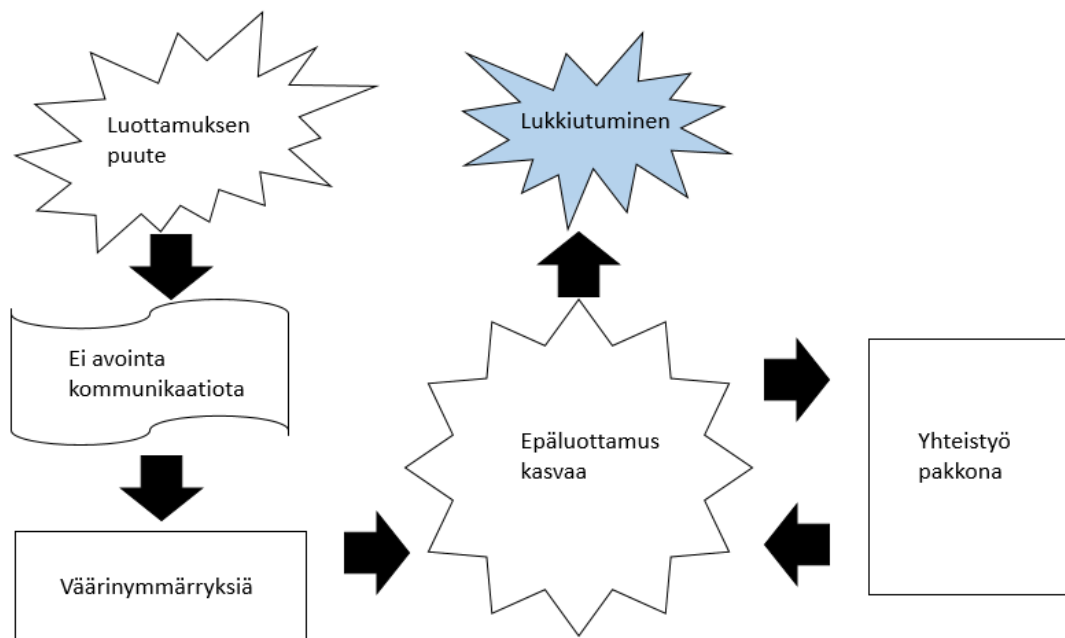 Luottamuksen
puute
Ei avointa
kommunikaatiota
Väärinymmärryksiä
Epäluottamus
kasvaa
Lukkiutuminen
Yhteistyö
pakkona